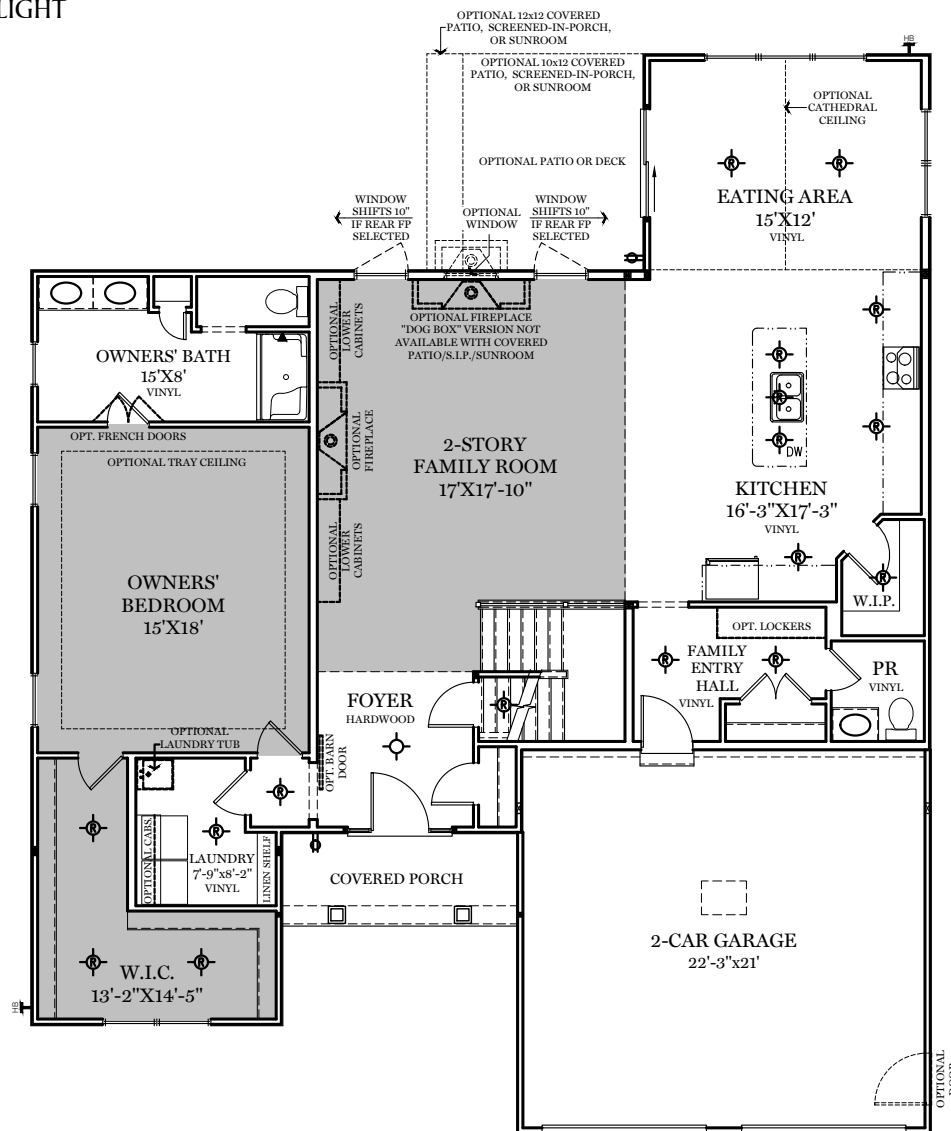 LIGHT
OPTIONAL 12x12 COVERED
PATIO, SCREENED-IN-PORCH,
OR SUNROOM
OPTIONAL 10x12 COVERED
PATIO, SCREENED-IN-PORCH,
OR SUNROOM
HB
OPTIONAL
CATHEDRAL
CEILING
OPTIONAL PATIO OR DECK
R
R
EATING AREA
15'X12'
VINYL
WINDOW
SHIFTS 10"
IF REAR FP
SELECTED
OPTIONAL
WINDOW
WINDOW
SHIFTS 10"
IF REAR FP
SELECTED
OPTIONAL
LOWER
CABINETS
OPTIONAL FIREPLACE
"DOG BOX" VERSION NOT
AVAILABLE WITH COVERED
PATIO/S.I.P./SUNROOM
OWNERS' BATH
15'X8'
VINYL
R
R
R
R
R
DW
OPT. FRENCH DOORS
OPTIONAL TRAY CEILING
OPTIONAL
FIREPLACE
2-STORY
FAMILY ROOM
17'X17'-10"
KITCHEN
16'-3"X17'-3"
VINYL
OPTIONAL
LOWER
CABINETS
R
R
W.I.P.
OWNERS'
BEDROOM
15'X18'
OPT. LOCKERS
FAMILY
ENTRY
HALL
VINYL
R
R
PR
VINYL
FOYER
HARDWOOD
R
OPTIONAL
LAUNDRY TUB
OPT. BARN
DOOR
R
R
R
OPTIONAL CABS.
LAUNDRY
7'-9"x8'-2"
VINYL
LINEN SHELF
COVERED PORCH
2-CAR GARAGE
22'-3"x21'
R
R
W.I.C.
13'-2"X14'-5"
HB
OPTIONAL